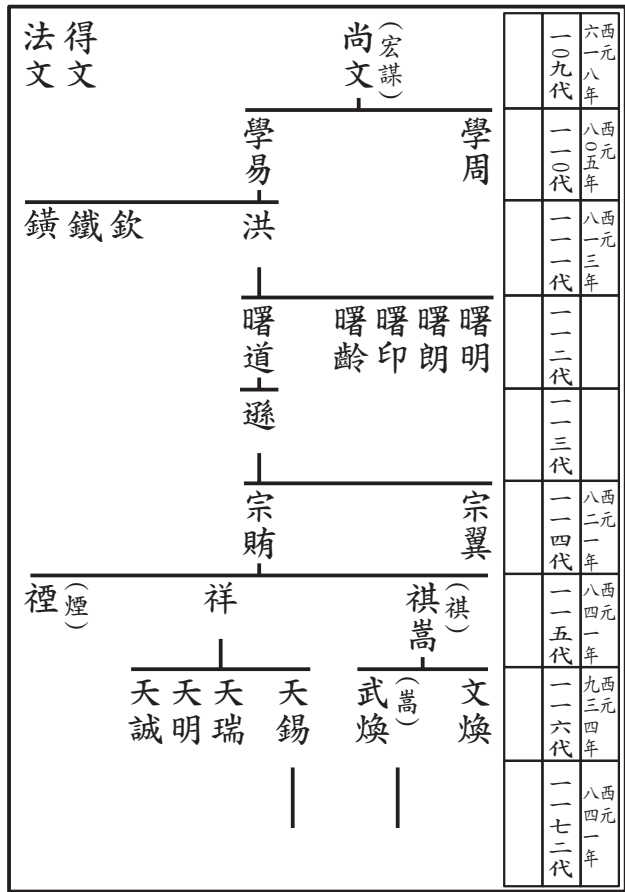 西元六一八年
一〇九代
尚文
(宏謀)
得文
法文
西元八〇五年
一一〇代
學周
學易
西元八一三年
一一一代
洪
欽
鐵
鐄
一一二代
曙明
曙朗
曙印
曙齡
曙道
一一三代
遜
西元八二一年
一一四代
宗翼
宗賄
西元八四一年
一一五代
(祺)
祺嵩
祥
(煙)
禋
西元九三四年
一一六代
文煥
(嵩)
武煥
天錫
天瑞
天明
天誠
西元八四一年
一一七二代